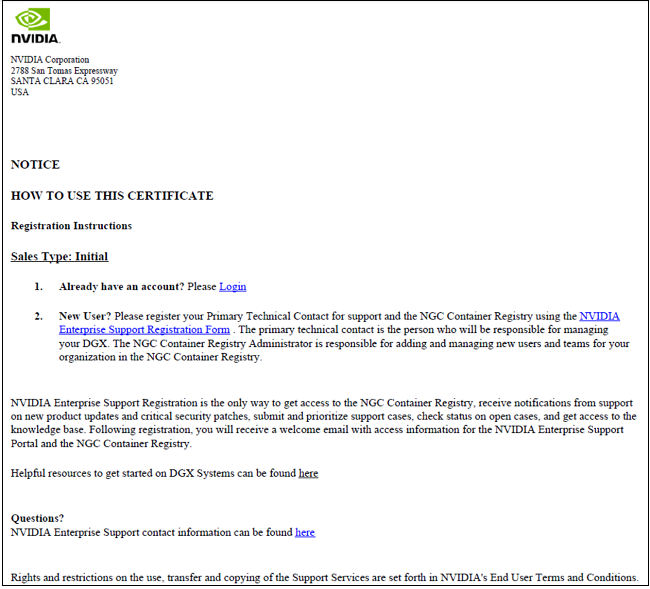 NVIDIA.
NVIDIA Corporation
2788 San Tomas Expressway
SANTA CLARA CA 95051
USA
NOTICE
HOW TO USE THIS CERTIFICATE
Registration Instructions
Sales Type: Initial
1. Already have an account? Please Login
2. New User? Please register your Primary Technical Contact for support and the NGC Container Registry using the NVIDIA
Enterprise Support Registration Form . The primary technical contact is the person who will be responsible for managing
your DGX. The NGC Container Registry Administrator is responsible for adding and managing new users and teams for your
organization in the NGC Container Registry.
NVIDIA Enterprise Support Registration is the only way to get access to the NGC Container Registry, receive notifications from support
on new product updates and critical security patches, submit and prioritize support cases, check status on open cases, and get access to the
knowledge base. Following registration, you will receive a welcome email with access information for the NVIDIA Enterprise Support
Portal and the NGC Container Registry.
Helpful resources to get started on DGX Systems can be found here
Questions?
NVIDIA Enterprise Support contact information can be found here
Rights and restrictions on the use, transfer and copying of the Support Services are set forth in NVIDIA's End User Terms and Conditions.